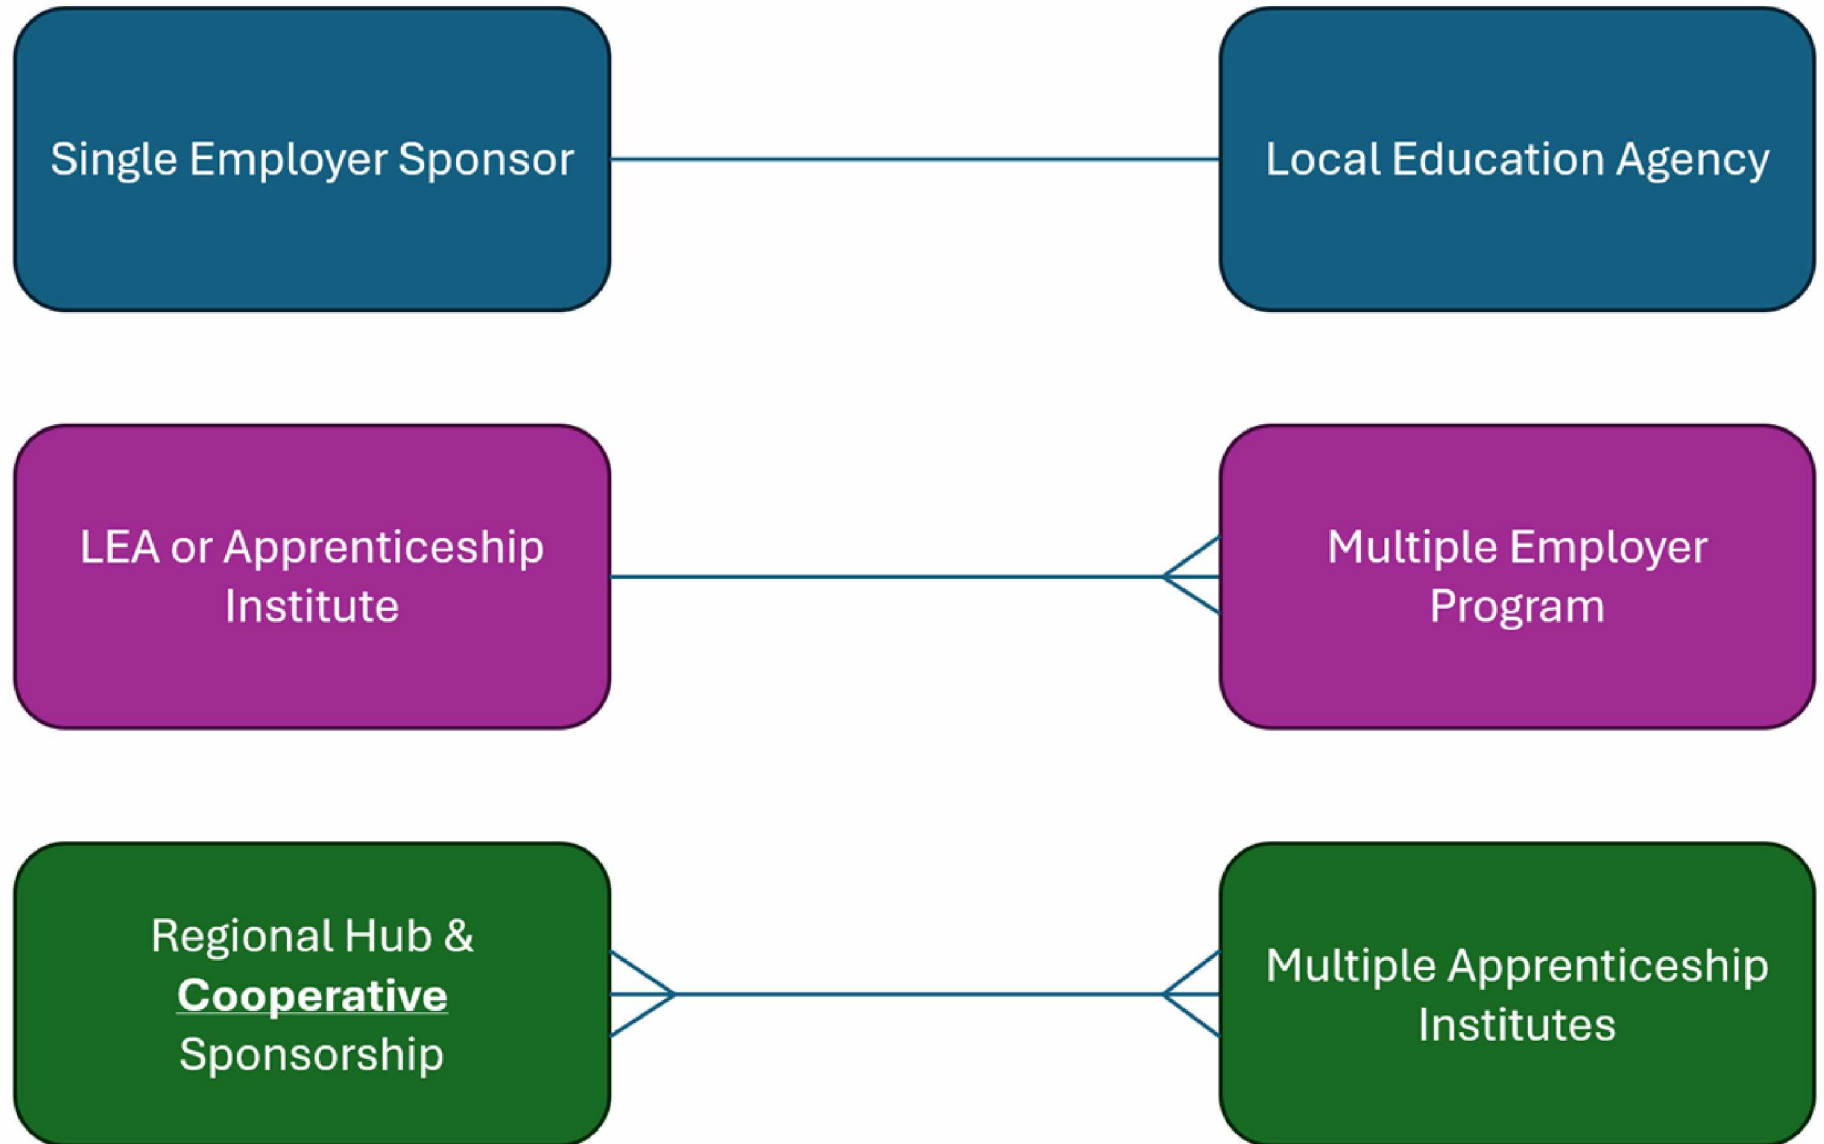 Single Employer Sponsor
Local Education Agency
LEA or Apprenticeship
Institute
Multiple Employer
Program
Regional Hub &
Cooperative
Sponsorship
Multiple Apprenticeship
Institutes